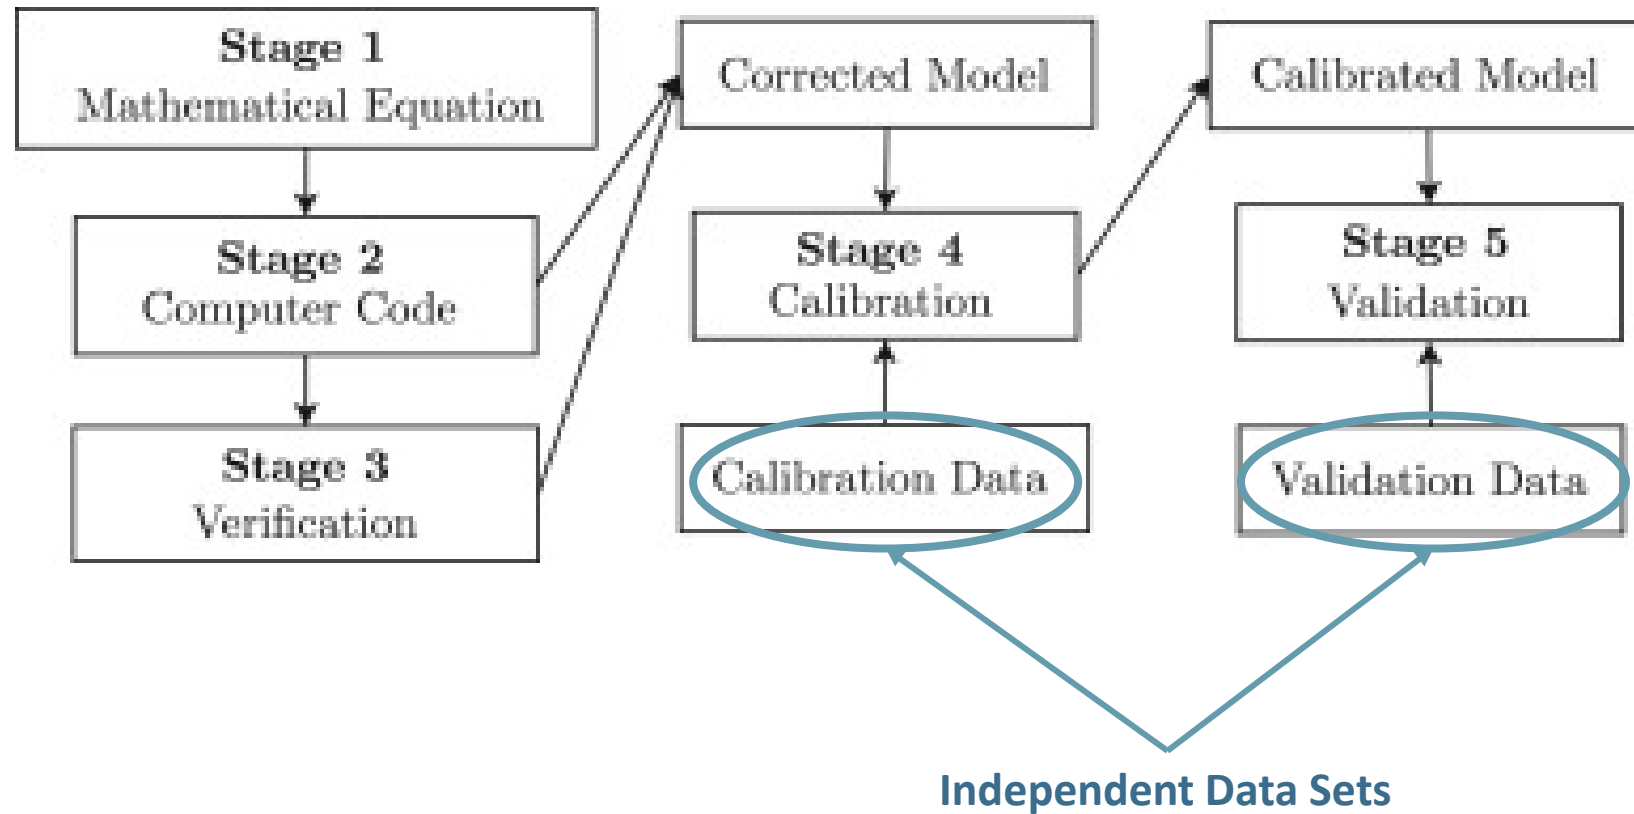 Stage 1
Mathematical Equation
Stage 2
Computer Code
Stage 3
Verification
Corrected Model
Stage 4
Calibration
Calibration Data
Calibrated Model
Stage 5
Validation
Validation Data
Independent Data Sets